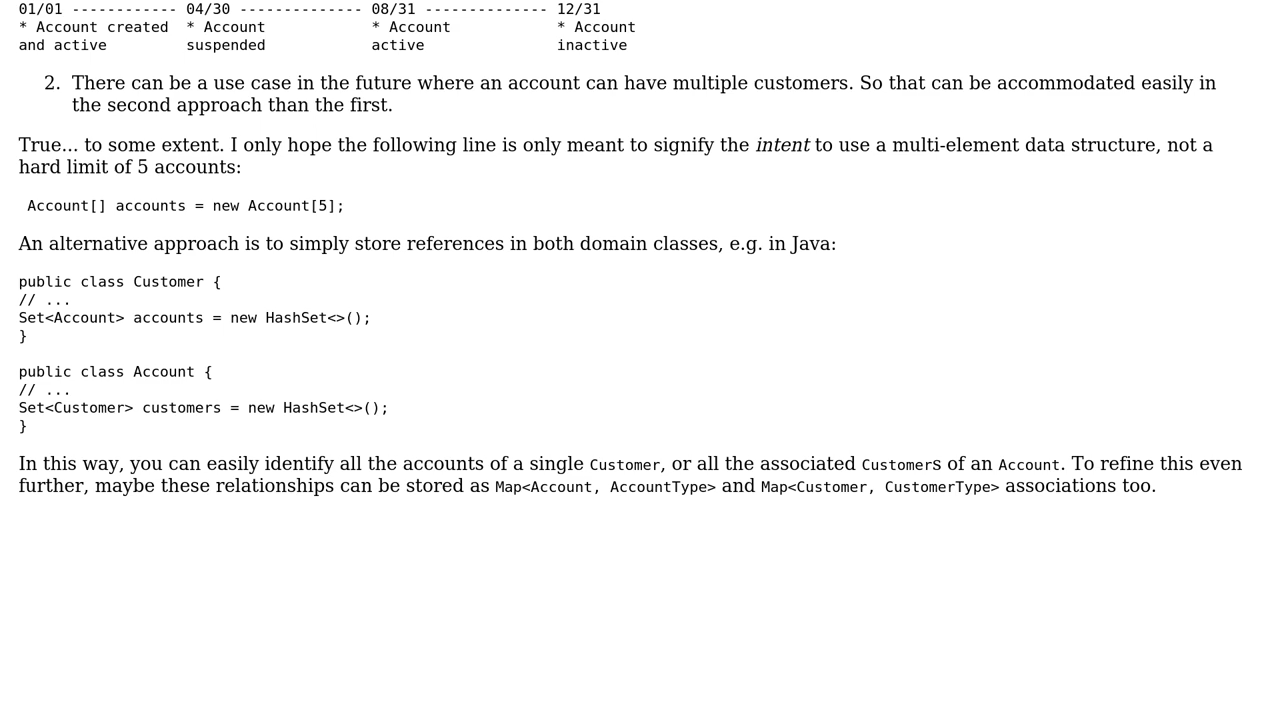 01/01 ------------ 04/30 -------------- 08/31 -------------- 12/31
* Account created  * Account            * Account            * Account
and active         suspended            active               inactive
2. There can be a use case in the future where an account can have multiple customers. So that can be accommodated easily in
the second approach than the first.
True... to some extent. I only hope the following line is only meant to signify the intent to use a multi-element data structure, not a
hard limit of 5 accounts:
Account[] accounts = new Account[5];
An alternative approach is to simply store references in both domain classes, e.g. in Java:
public class Customer {
// ...
Set<Account> accounts = new HashSet<>();
}
public class Account {
// ...
Set<Customer> customers = new HashSet<>();
}
In this way, you can easily identify all the accounts of a single Customer, or all the associated Customers of an Account. To refine this even
further, maybe these relationships can be stored as Map<Account, AccountType> and Map<Customer, CustomerType> associations too.